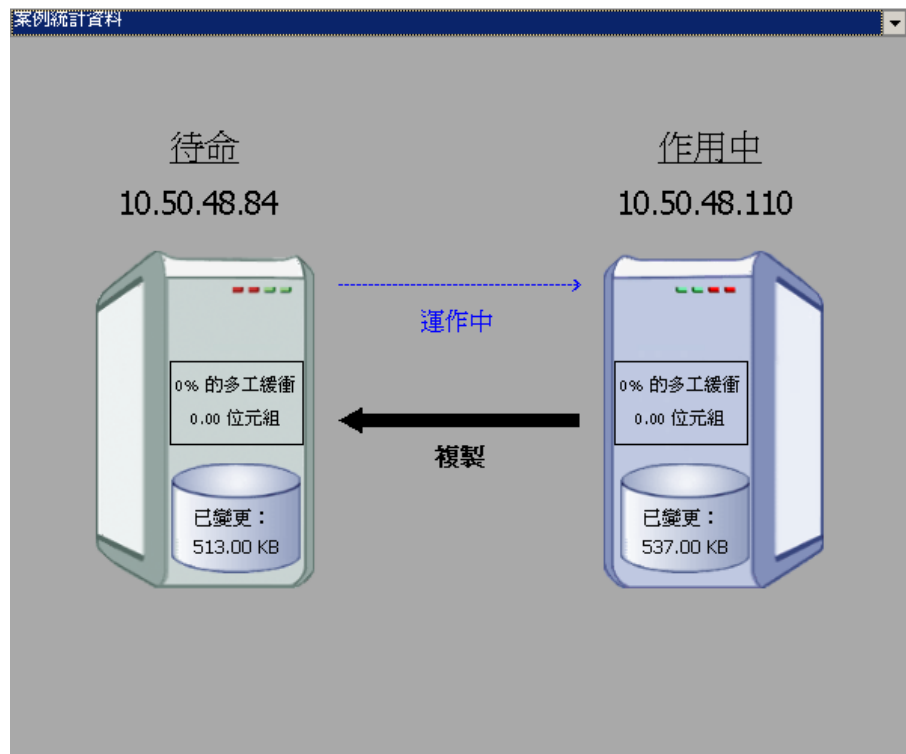 案例統計資料
待命
10.50.48.84
作用中
10.50.48.110
運作中
0% 的多工緩衝
0.00 位元組
0% 的多工緩衝
0.00 位元組
複製
已變更：
513.00 KB
已變更：
537.00 KB